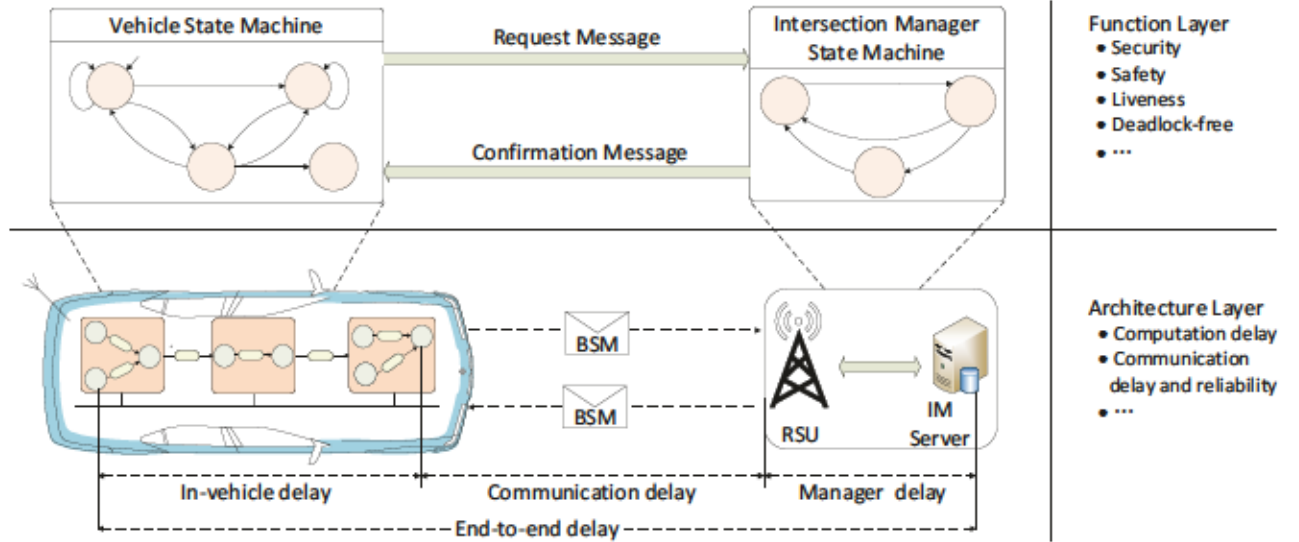 Vehicle State Machine
Request Message
Intersection Manager
State Machine
Confirmation Message
Function Layer
• Security
• Safety
• Liveness
• Deadlock-free
• ...
BSM
BSM
RSU
IM
Server
In-vehicle delay
Communication delay
Manager delay
End-to-end delay
Architecture Layer
• Computation delay
• Communication
delay and reliability
• ...